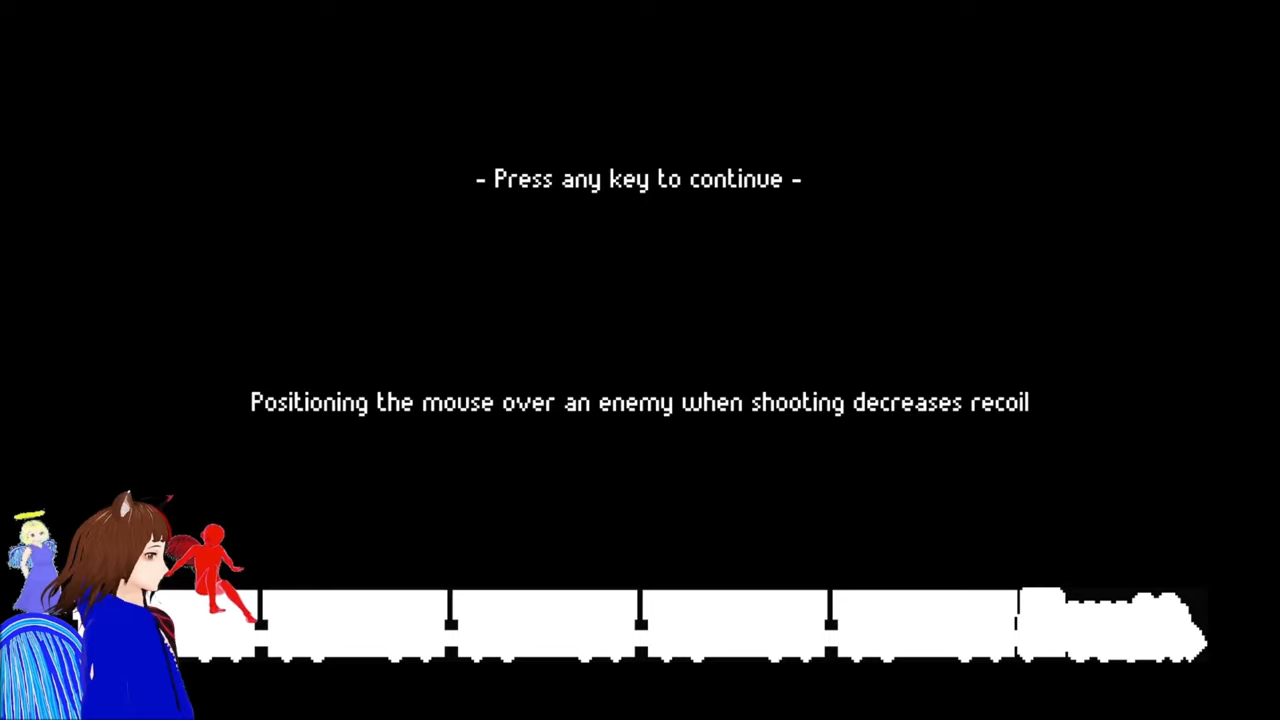 - Press any key to continue -
Positioning the mouse over an enemy when shooting decreases recoil